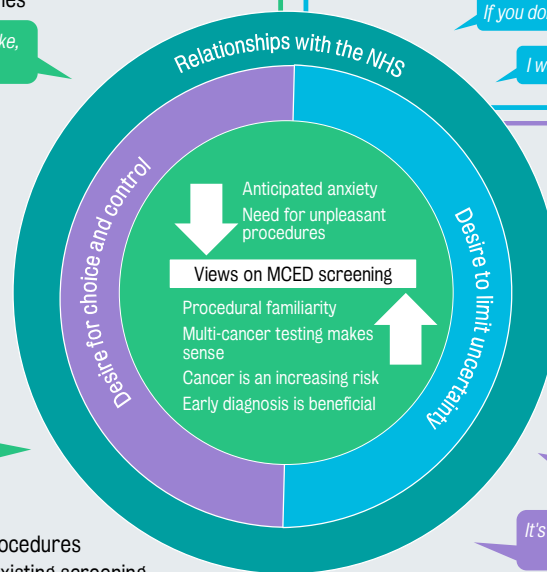 ke,
If you do
I w
Relationships with the NHS
Desire for choice and control
Desire to limit uncertainty
Anticipated anxiety
Need for unpleasant
procedures
Views on MCED screening
Procedural familiarity
Multi-cancer testing makes
sense
Cancer is an increasing risk
Early diagnosis is beneficial
It's
ocedures